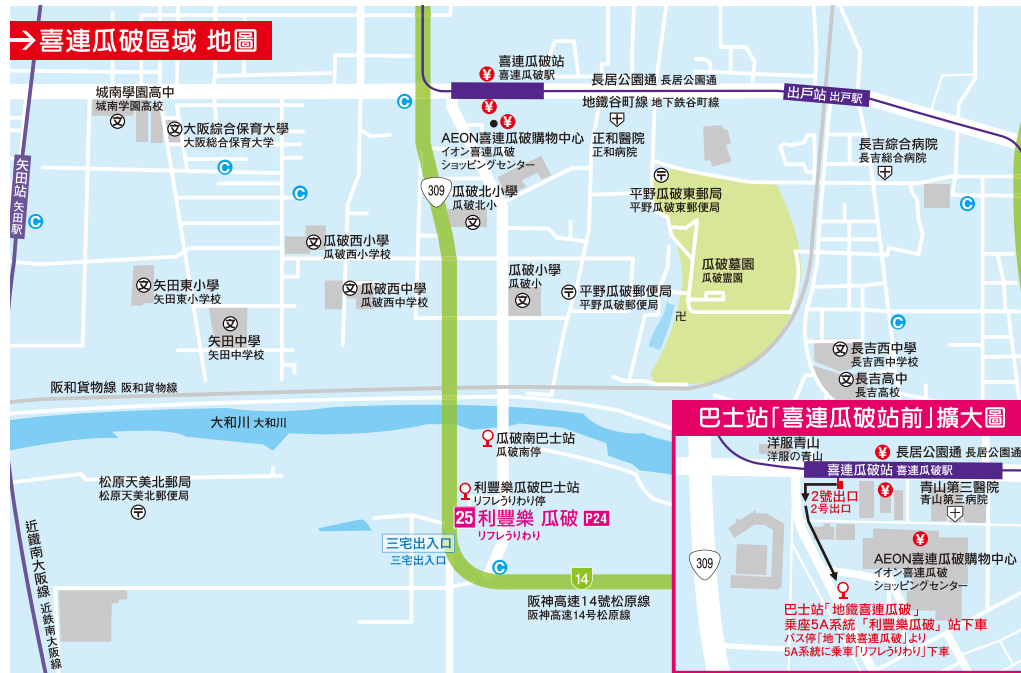 →喜連瓜破區域 地圖
喜連瓜破站
喜連瓜破駅
長居公園通 長居公園通
出戸站 出戸駅
地鐵谷町線 地下鉄谷町線
城南學園高中
城南学園高校
大阪綜合保育大學
大阪総合保育大学
AEON喜連瓜破購物中心
イオン喜連瓜破
ショッピングセンター
正和醫院
正和病院
長吉綜合病院
長吉総合病院
矢田站 矢田駅
309
瓜破北小學
瓜破北小
平野瓜破東郵局
平野瓜破東郵便局
瓜破西小學
瓜破西小学校
瓜破墓園
瓜破霊園
瓜破小學
瓜破小
矢田東小學
矢田東小学校
瓜破西中學
瓜破西中学校
平野瓜破郵便局
平野瓜破郵便局
矢田中學
矢田中学校
長吉西中學
長吉西中学校
長吉高中
長吉高校
阪和貨物線 阪和貨物線
大和川 大和川
瓜破南巴士站
瓜破南停
松原天美北郵局
松原天美北郵便局
利豐樂瓜破巴士站
リフレうりわり停
25 利豐樂 瓜破 P24
リフレうりわり
三宅出入口
三宅出入口
近鐵南大阪線 近鉄南大阪線
14
阪神高速14號松原線
阪神高速14号松原線
巴士站「喜連瓜破站前」擴大圖
洋服青山
洋服の青山
長居公園通 長居公園通
喜連瓜破站 喜連瓜破駅
2號出口
2号出口
青山第三醫院
青山第三病院
309
AEON喜連瓜破購物中心
イオン喜連瓜破
ショッピングセンター
巴士站「地鐵喜連瓜破」
乘座5A系統「利豐樂瓜破」站下車
バス停「地下鉄喜連瓜破」より
5A系統に乗車「リフレうりわり」下車